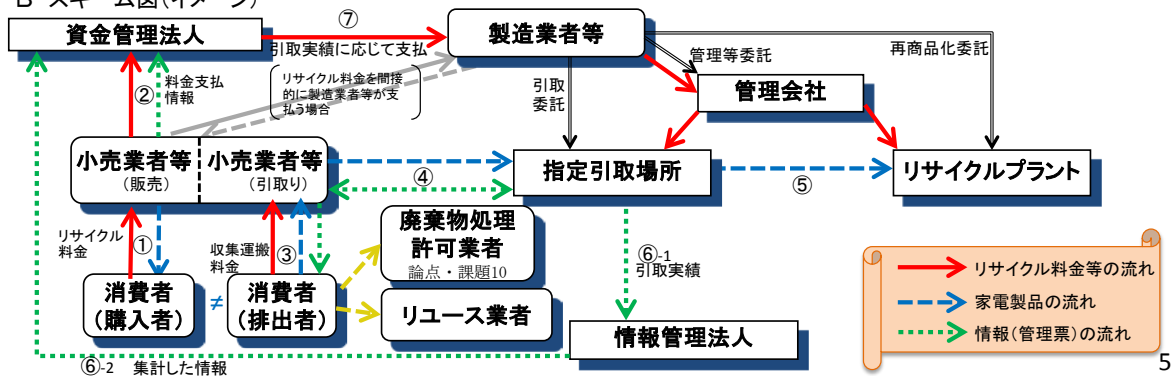 B スキーム図(イメージ)
資金管理法人
⑦
引取実績に応じて支払
製造業者等
再商品化委託
管理等委託
リサイクル料金を間接
的に製造業者等が支
払う場合
②
料金支払
情報
引取
委託
管理会社
小売業者等
(販売)
小売業者等
(引取り)
④
指定引取場所
⑤
リサイクルプラント
リサイクル
料金
①
収集運搬
料金
③
廃棄物処理
許可業者
論点・課題10
⑥-1
引取実績
消費者
(購入者)
≠
消費者
(排出者)
リユース業者
情報管理法人
⑥-2 集計した情報
リサイクル料金等の流れ
家電製品の流れ
情報(管理票)の流れ
5